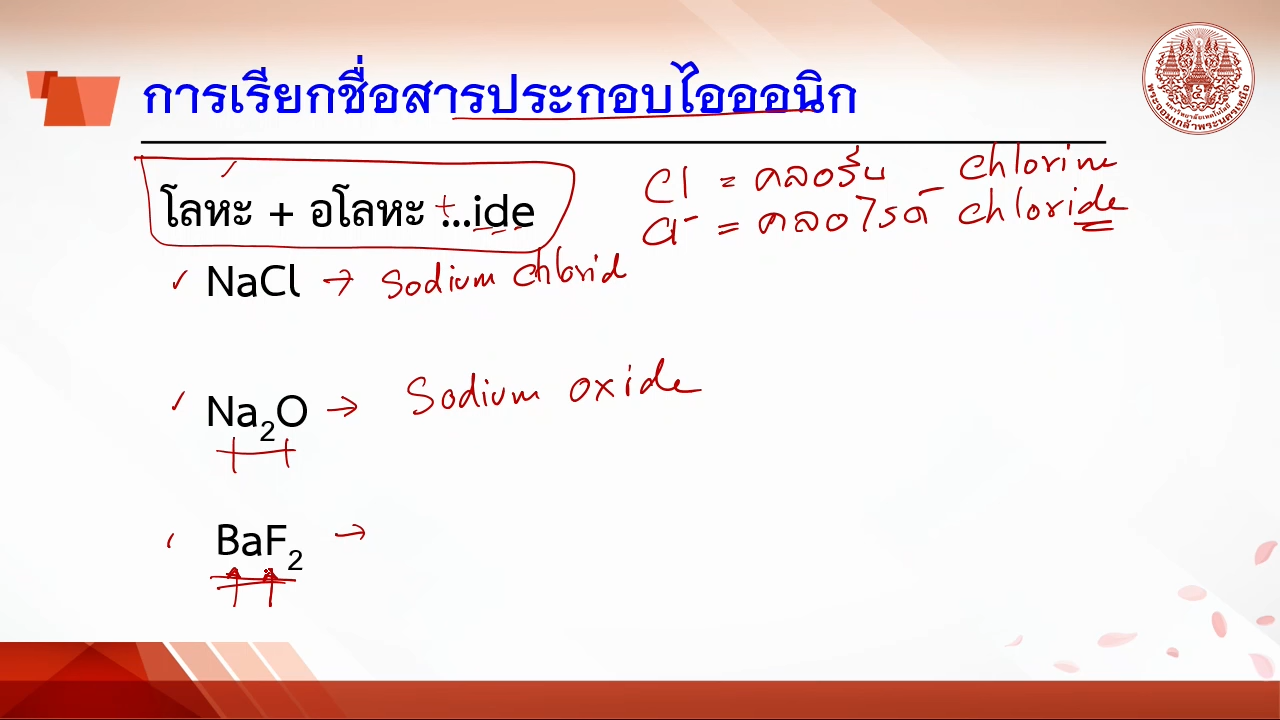 การเรียกชื่อสารประกอบไอออนิก
โลหะ + อโลหะ + ...ide
Cl = คลอรีน – chlorine
Cl⁻ = คลอไรด์ chloride
NaCl → Sodium chlorid
Na₂O → Sodium oxide
BaF₂ →